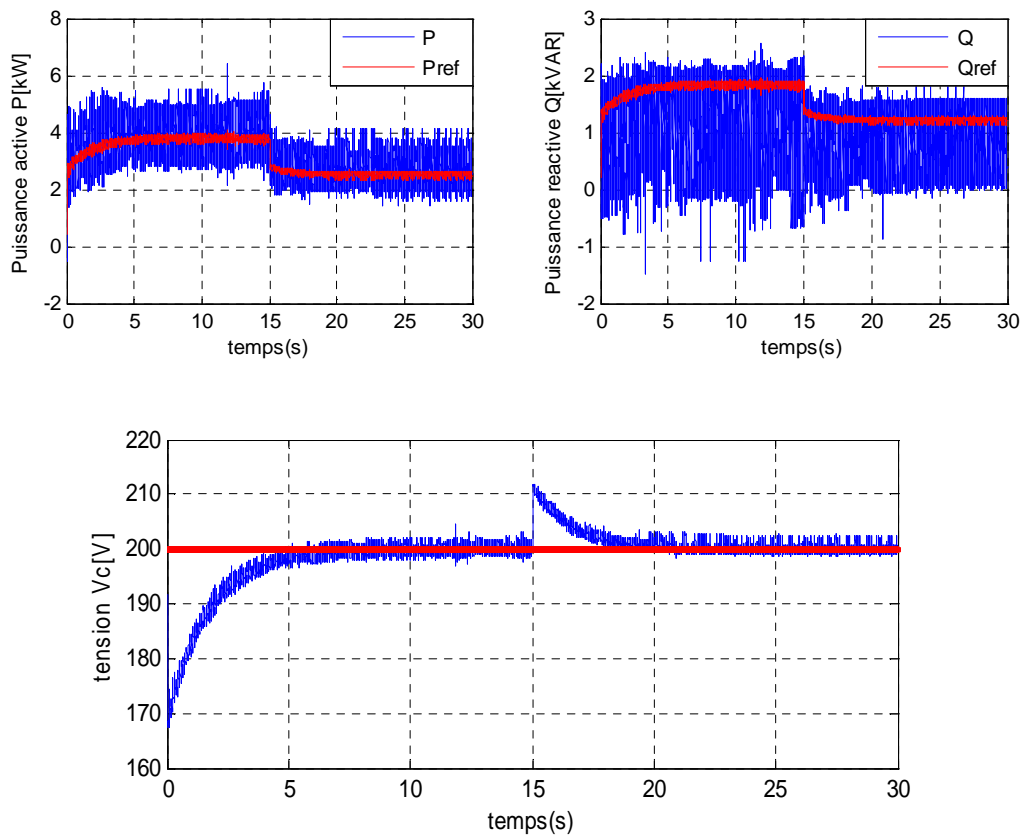 Puissance active P[kW]
8
6
4
2
0
-2
P
Pref
0 5 10 15 20 25 30
temps(s)
Puissance reactive Q[kVAR]
3
2
1
0
-1
-2
Q
Qref
0 5 10 15 20 25 30
temps(s)
tension Vc[V]
220
210
200
190
180
170
160
0 5 10 15 20 25 30
temps(s)